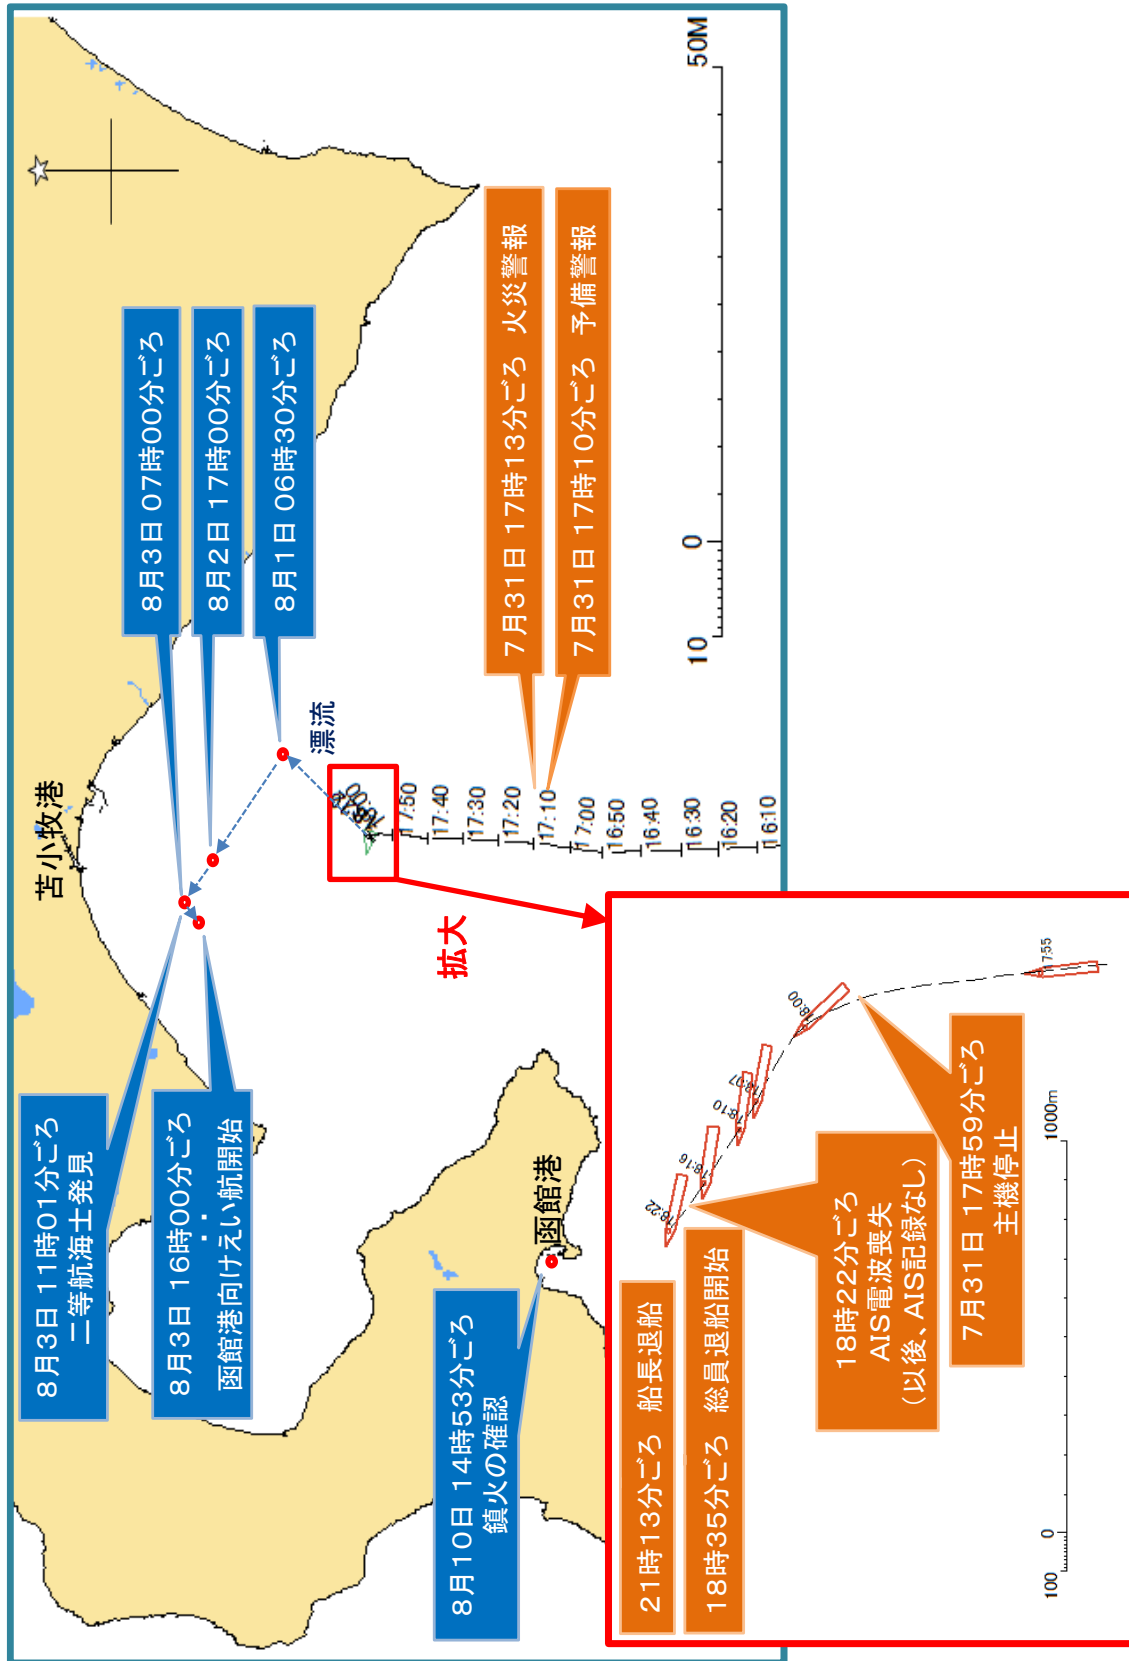 苫小牧港
8月3日 07時00分ごろ
8月2日 17時00分ごろ
8月1日 06時30分ごろ
漂流
7月31日 17時13分ごろ 火災警報
7月31日 17時10分ごろ 予備警報
8月3日 11時01分ごろ
二等航海士発見
8月3日 16時00分ごろ
函館港向けえい航開始
8月10日 14時53分ごろ
鎮火の確認
函館港
拡大
17:50
17:40
17:30
17:20
17:10
17:00
16:50
16:40
16:30
16:20
16:10
10
0
50M
21時13分ごろ 船長退船
18時35分ごろ 総員退船開始
18時22分ごろ
AIS電波喪失
(以後、AIS記録なし)
7月31日 17時59分ごろ
主機停止
18:22
18:16
18:10
18:07
18:00
17:55
100
0
1000m